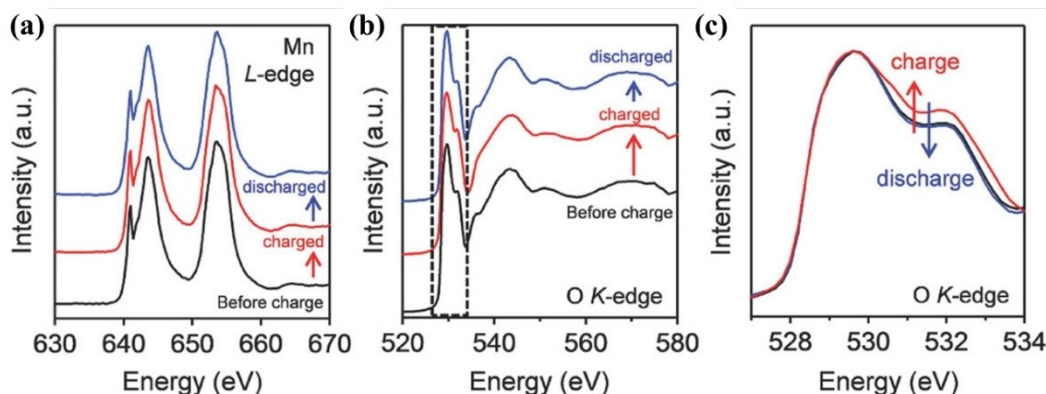 (a)
Mn
L-edge
discharged
charged
Before charge
Intensity (a.u.)
630 640 650 660 670
Energy (eV)
(b)
discharged
charged
Before charge
O K-edge
Intensity (a.u.)
520 530 540 560 580
Energy (eV)
(c)
charge
discharge
O K-edge
Intensity (a.u.)
528 530 532 534
Energy (eV)